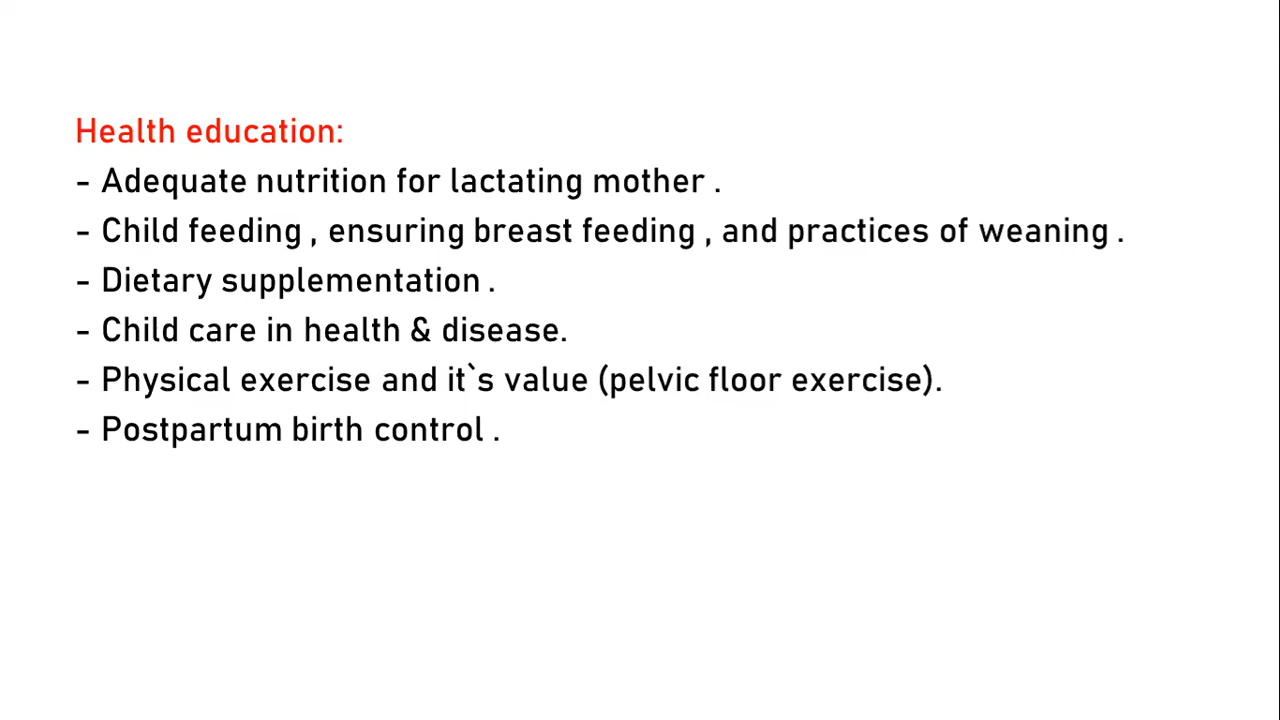 Health education:
- Adequate nutrition for lactating mother .
- Child feeding , ensuring breast feeding , and practices of weaning .
- Dietary supplementation .
- Child care in health & disease.
- Physical exercise and it`s value (pelvic floor exercise).
- Postpartum birth control .